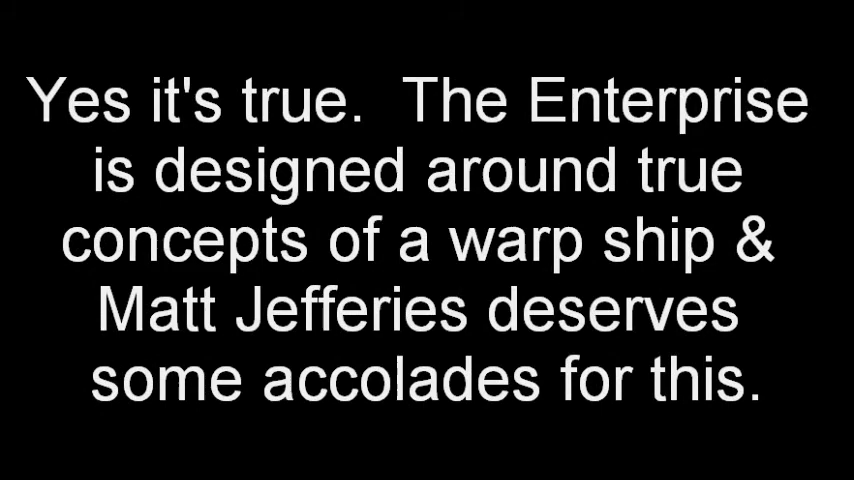 Yes it's true.  The Enterprise
is designed around true
concepts of a warp ship &
Matt Jefferies deserves
some accolades for this.